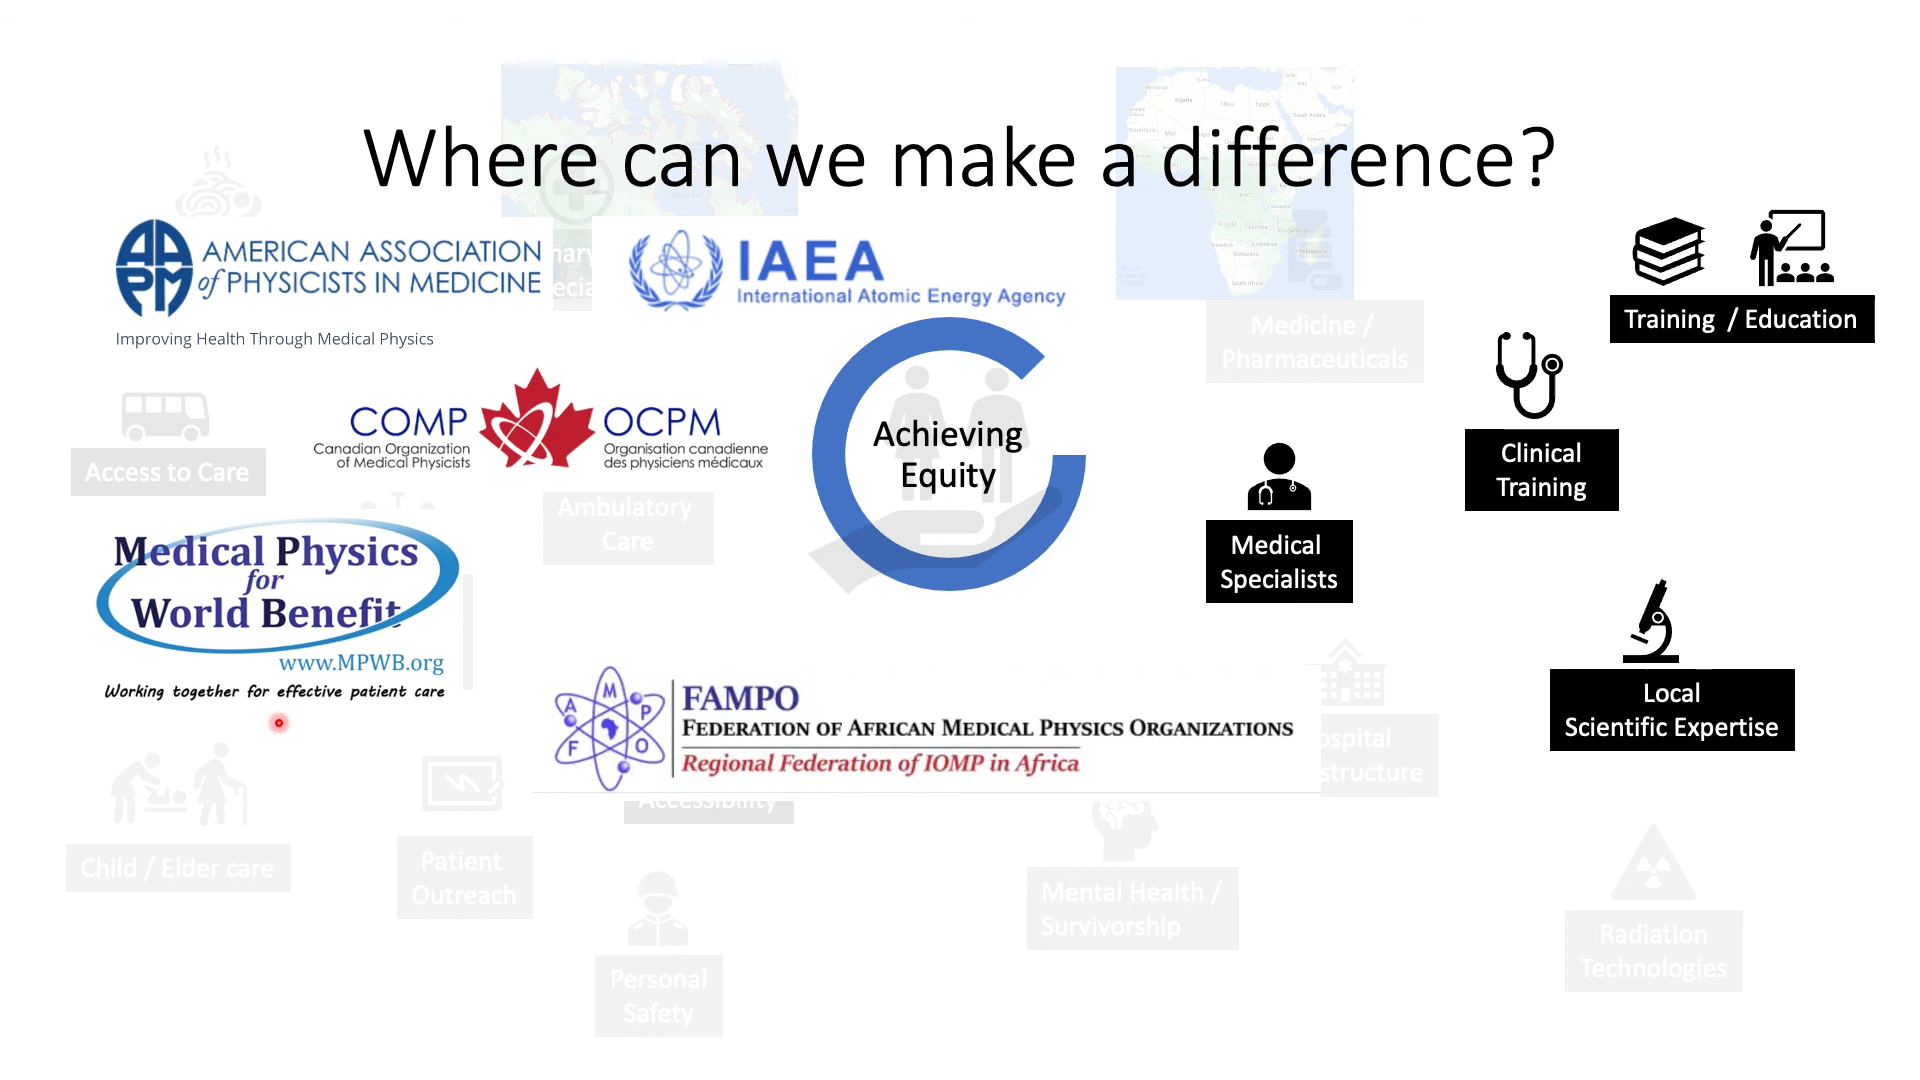 Where can we make a difference?
AAPM
AMERICAN ASSOCIATION
of PHYSICISTS IN MEDICINE
Improving Health Through Medical Physics
IAEA
International Atomic Energy Agency
Training / Education
Medicine /
Pharmaceuticals
Clinical
Training
COMP
Canadian Organization
of Medical Physicists
OCPM
Organisation canadienne
des physiciens médicaux
Achieving
Equity
Access to Care
Ambulatory
Care
Medical
Specialists
Medical Physics
for
World Benefit
www.MPWB.org
Working together for effective patient care
Local
Scientific Expertise
FAMPO
FAMPO
FEDERATION OF AFRICAN MEDICAL PHYSICS ORGANIZATIONS
Regional Federation of IOMP in Africa
Accessibility
Child / Elder care
Patient
Outreach
Mental Health /
Survivorship
Radiation
Technologies
Personal
Safety